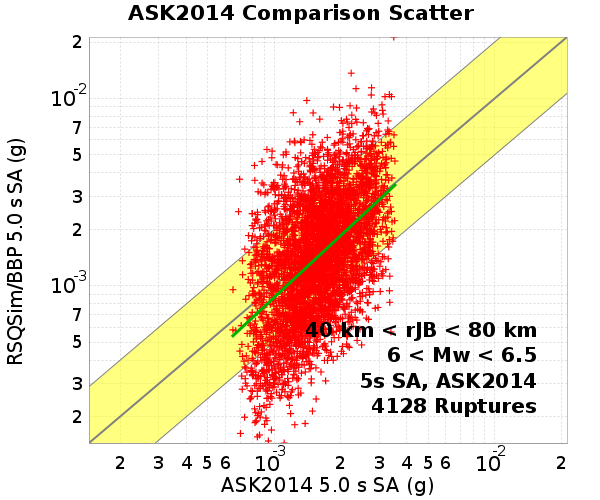 ASK2014 Comparison Scatter
RSQSim/BBP 5.0 s SA (g)
2
10-2
7
5
3
2
10-3
7
5
3
2
40 km < rJB < 80 km
6 < Mw < 6.5
5s SA, ASK2014
4128 Ruptures
2 3 4 5 6 10-3 2 3 4 5 6 10-2 2
ASK2014 5.0 s SA (g)